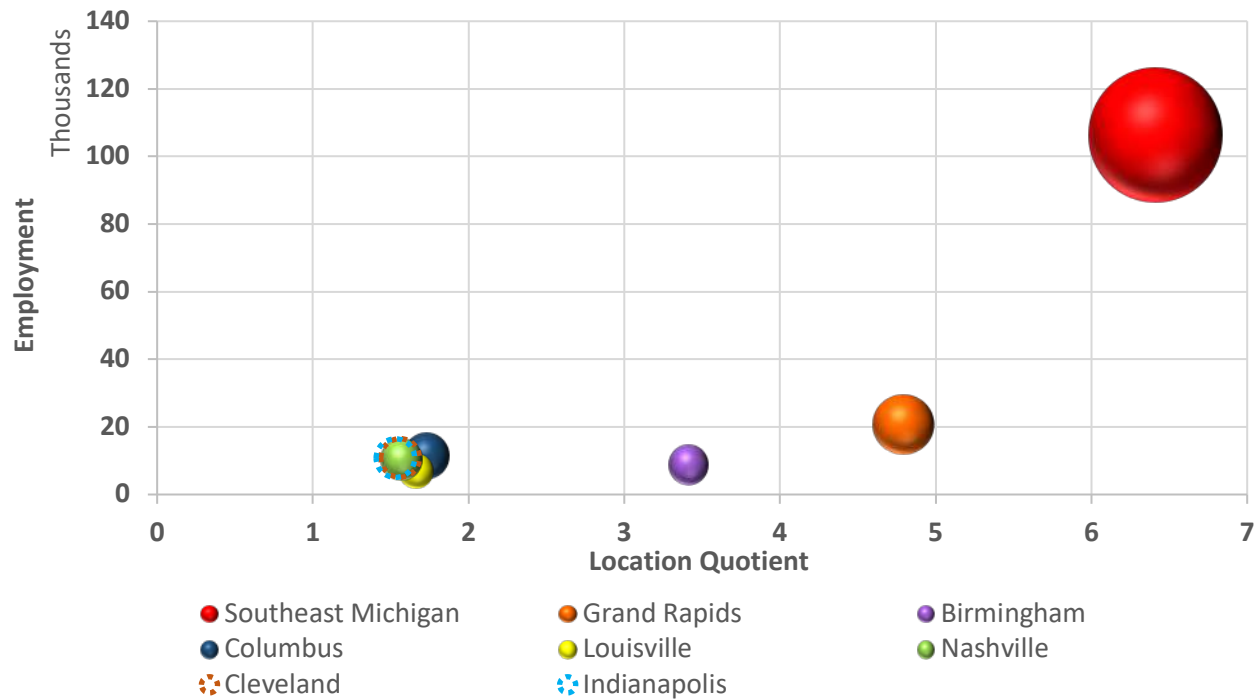 140
120
100
80
60
40
20
0
Thousands
Employment
0 1 2 3 4 5 6 7
Location Quotient
Southeast Michigan Grand Rapids Birmingham
Columbus Louisville Nashville
Cleveland Indianapolis